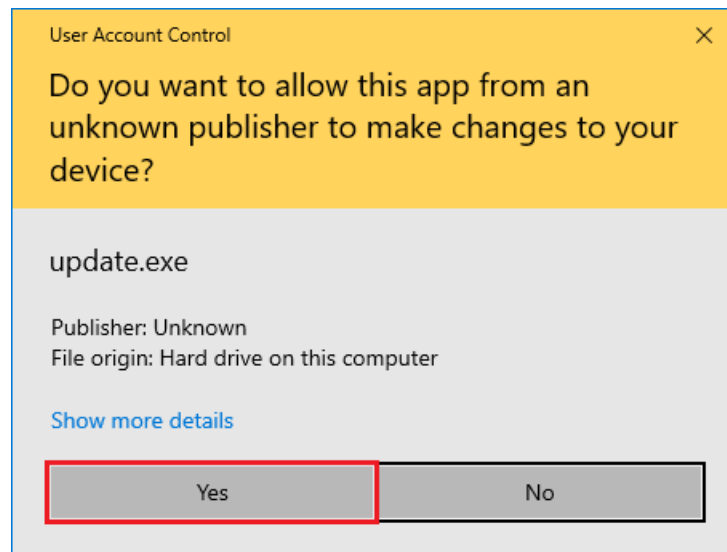 User Account Control
Do you want to allow this app from an
unknown publisher to make changes to your
device?
update.exe
Publisher: Unknown
File origin: Hard drive on this computer
Show more details
Yes
No